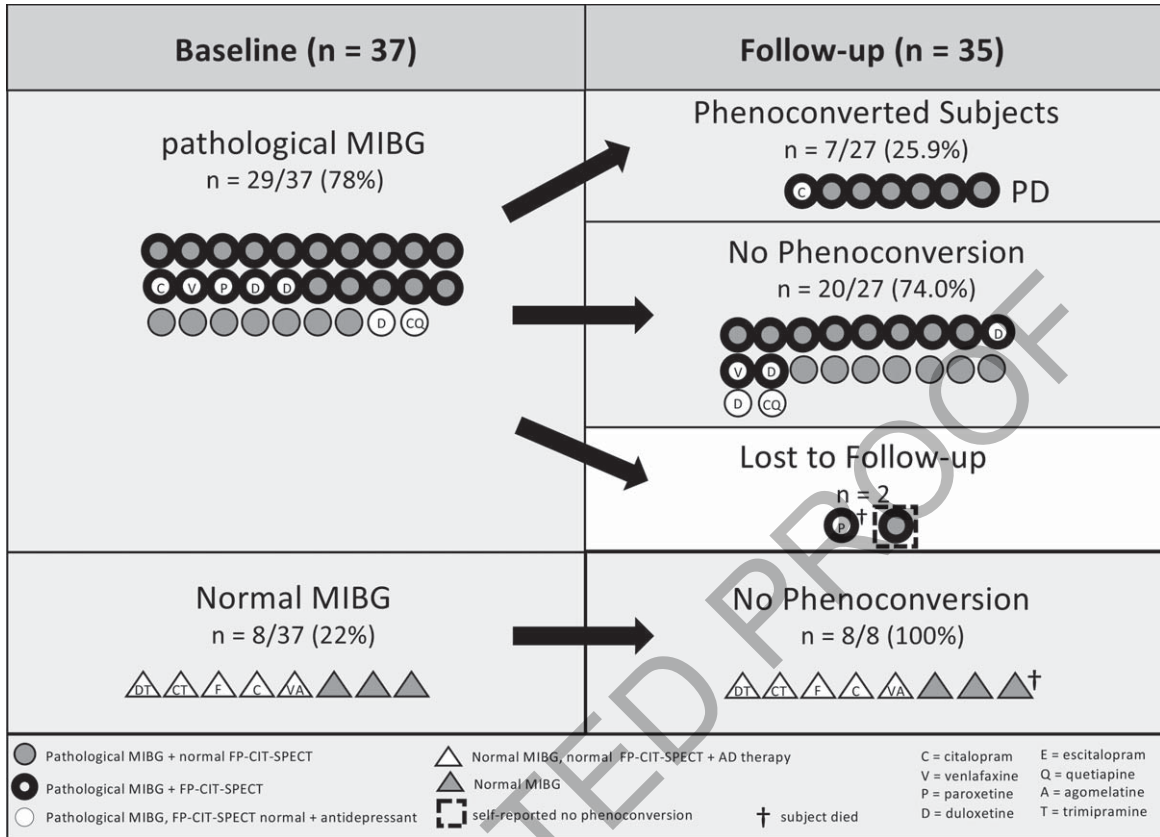 Baseline (n = 37)
Follow-up (n = 35)
pathological MIBG
n = 29/37 (78%)
C V P D D
D CQ
Phenoconverted Subjects
n = 7/27 (25.9%)
C PD
No Phenoconversion
n = 20/27 (74.0%)
D
V D
D CQ
Lost to Follow-up
n = 2
P †
Normal MIBG
n = 8/37 (22%)
DT CT F C VA
No Phenoconversion
n = 8/8 (100%)
DT CT F C VA †
Pathological MIBG + normal FP-CIT-SPECT
Pathological MIBG + FP-CIT-SPECT
Pathological MIBG, FP-CIT-SPECT normal + antidepressant
Normal MIBG, normal FP-CIT-SPECT + AD therapy
Normal MIBG
self-reported no phenoconversion
† subject died
C = citalopram
V = venlafaxine
P = paroxetine
D = duloxetine
E = escitalopram
Q = quetiapine
A = agomelatine
T = trimipramine
TED PROOF